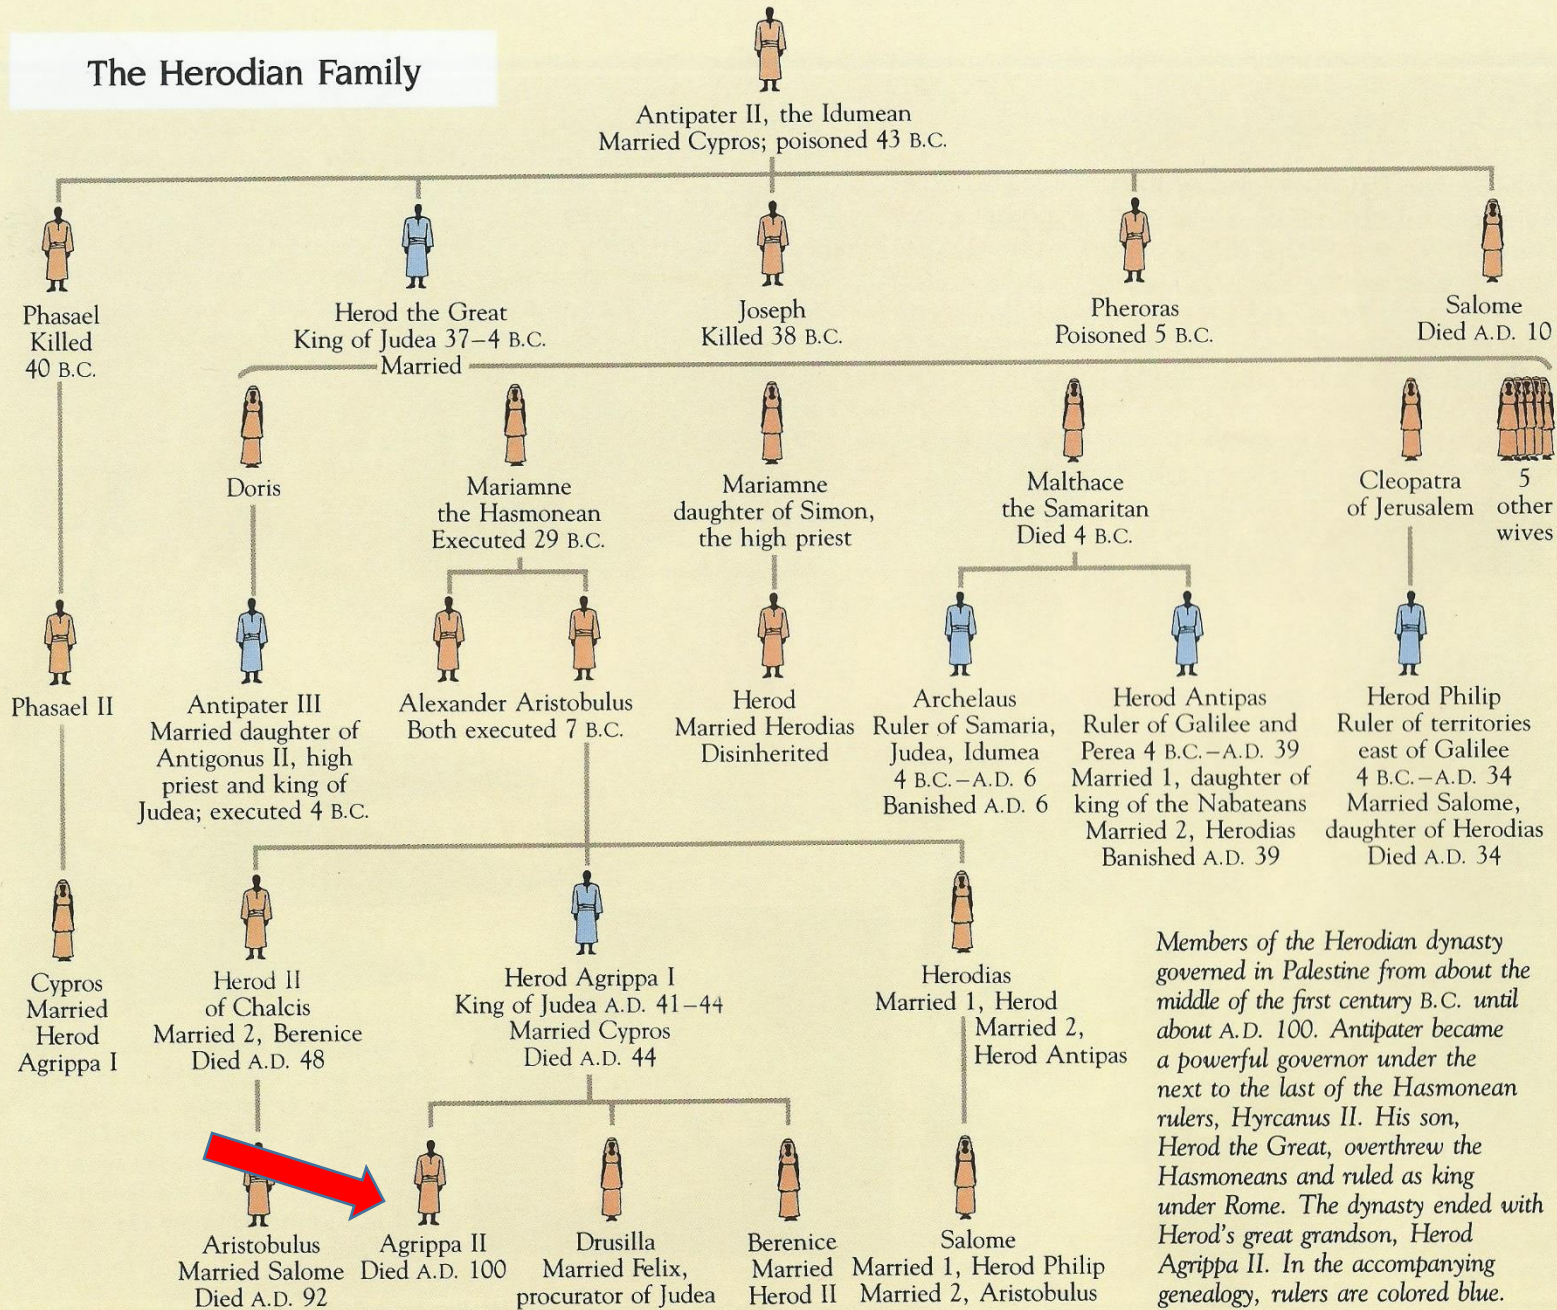 The Herodian Family
Antipater II, the Idumean
Married Cypros; poisoned 43 B.C.
Phasael
Killed
40 B.C.
Herod the Great
King of Judea 37–4 B.C.
Married
Joseph
Killed 38 B.C.
Pheroras
Poisoned 5 B.C.
Salome
Died A.D. 10
Doris
Mariamne
the Hasmonean
Executed 29 B.C.
Mariamne
daughter of Simon,
the high priest
Malthace
the Samaritan
Died 4 B.C.
Cleopatra
of Jerusalem
5
other
wives
Phasael II
Antipater III
Married daughter of
Antigonus II, high
priest and king of
Judea; executed 4 B.C.
Alexander Aristobulus
Both executed 7 B.C.
Herod
Married Herodias
Disinherited
Archelaus
Ruler of Samaria,
Judea, Idumea
4 B.C.–A.D. 6
Banished A.D. 6
Herod Antipas
Ruler of Galilee and
Perea 4 B.C.–A.D. 39
Married 1, daughter of
king of the Nabateans
Married 2, Herodias
Banished A.D. 39
Herod Philip
Ruler of territories
east of Galilee
4 B.C.–A.D. 34
Married Salome,
daughter of Herodias
Died A.D. 34
Cypros
Married
Herod
Agrippa I
Herod II
of Chalcis
Married 2, Berenice
Died A.D. 48
Herod Agrippa I
King of Judea A.D. 41–44
Married Cypros
Died A.D. 44
Herodias
Married 1, Herod
Married 2,
Herod Antipas
Aristobulus
Married Salome
Died A.D. 92
Agrippa II
Died A.D. 100
Drusilla
Married Felix,
procurator of Judea
Berenice
Married
Herod II
Salome
Married 1, Herod Philip
Married 2, Aristobulus
Members of the Herodian dynasty
governed in Palestine from about the
middle of the first century B.C. until
about A.D. 100. Antipater became
a powerful governor under the
next to the last of the Hasmonean
rulers, Hyrcanus II. His son,
Herod the Great, overthrew the
Hasmoneans and ruled as king
under Rome. The dynasty ended with
Herod's great grandson, Herod
Agrippa II. In the accompanying
genealogy, rulers are colored blue.